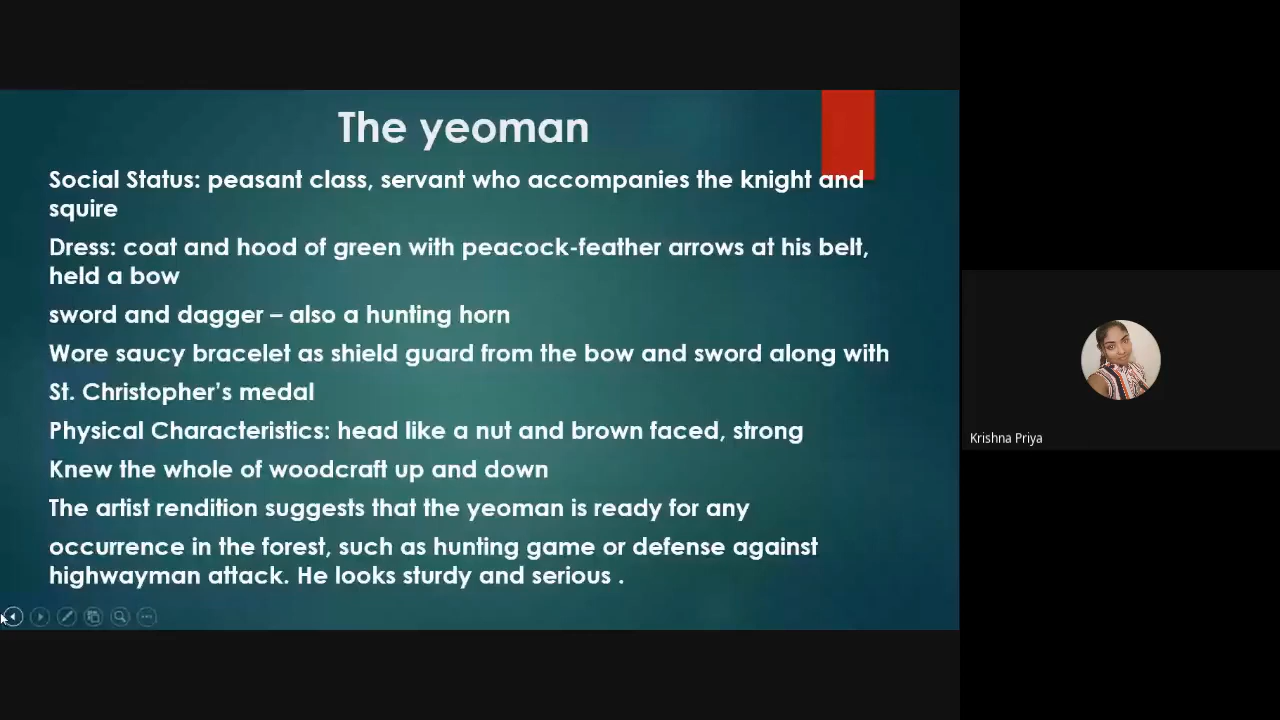 The yeoman
Social Status: peasant class, servant who accompanies the knight and
squire
Dress: coat and hood of green with peacock-feather arrows at his belt,
held a bow
sword and dagger – also a hunting horn
Wore saucy bracelet as shield guard from the bow and sword along with
St. Christopher’s medal
Physical Characteristics: head like a nut and brown faced, strong
Knew the whole of woodcraft up and down
The artist rendition suggests that the yeoman is ready for any
occurrence in the forest, such as hunting game or defense against
highwayman attack. He looks sturdy and serious .
Krishna Priya